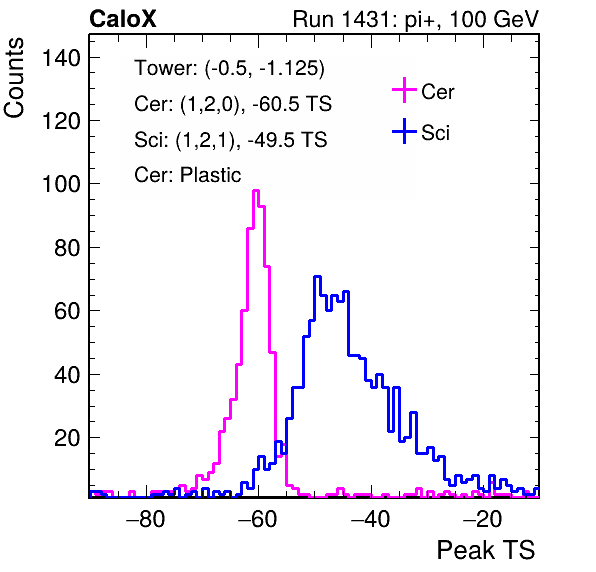 CaloX Run 1431: pi+, 100 GeV
Counts
140
120
100
80
60
40
20
Tower: (-0.5, -1.125)
Cer: (1,2,0), -60.5 TS
Sci: (1,2,1), -49.5 TS
Cer: Plastic
Cer
Sci
−80 −60 −40 −20
Peak TS